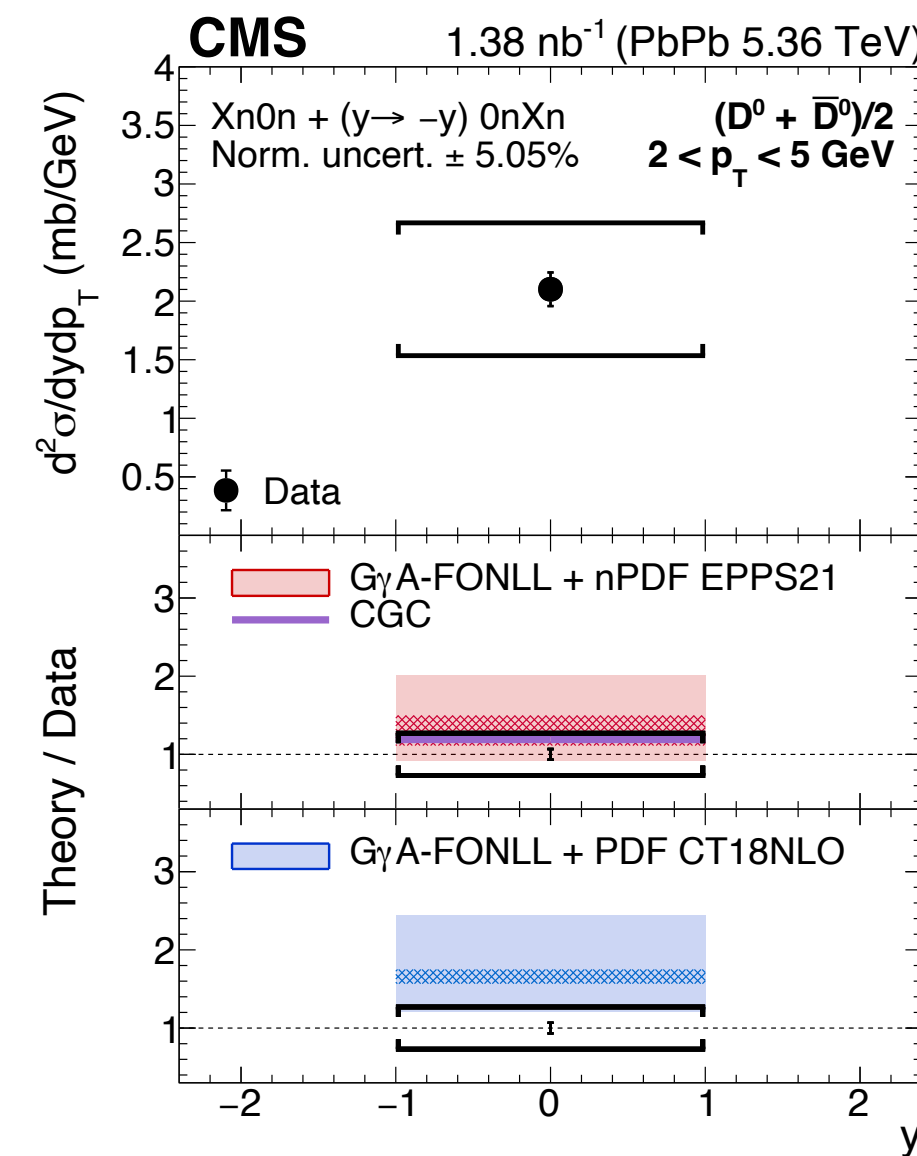 CMS 1.38 nb⁻¹ (PbPb 5.36 TeV)
Xn0n + (y→ −y) 0nXn (D⁰ + D̅⁰)/2
Norm. uncert. ± 5.05% 2 < p_T < 5 GeV
d²σ/dydp_T (mb/GeV)
4
3.5
3
2.5
2
1.5
1
0.5
Data
GγA-FONLL + nPDF EPPS21
CGC
3
2
1
Theory / Data
GγA-FONLL + PDF CT18NLO
3
2
1
−2 −1 0 1 2
y